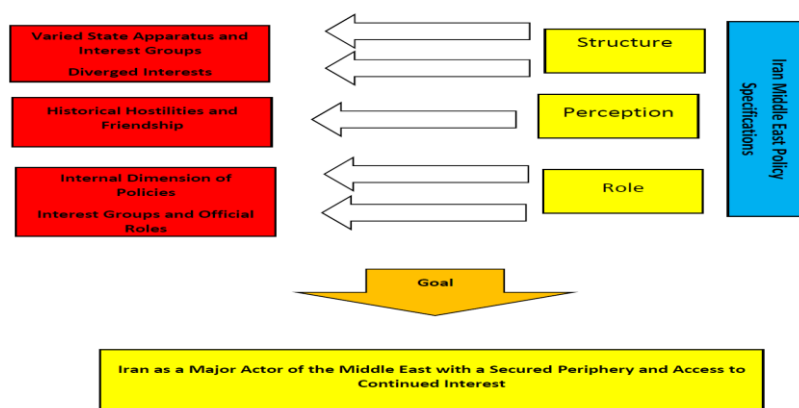 Varied State Apparatus and
Interest Groups
Diverged Interests
Structure
Iran Middle East Policy
Specifications
Historical Hostilities and
Friendship
Perception
Internal Dimension of
Policies
Interest Groups and Official
Roles
Role
Goal
Iran as a Major Actor of the Middle East with a Secured Periphery and Access to
Continued Interest